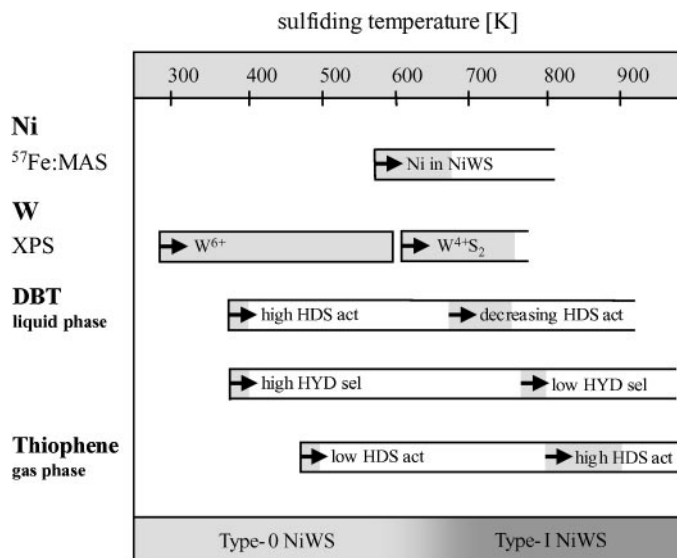 sulfiding temperature [K]
300 400 500 600 700 800 900
Ni
⁵⁷Fe:MAS
Ni in NiWS
W
XPS
W⁶⁺
W⁴⁺S₂
DBT
liquid phase
high HDS act
decreasing HDS act
high HYD sel
low HYD sel
Thiophene
gas phase
low HDS act
high HDS act
Type-0 NiWS
Type-I NiWS